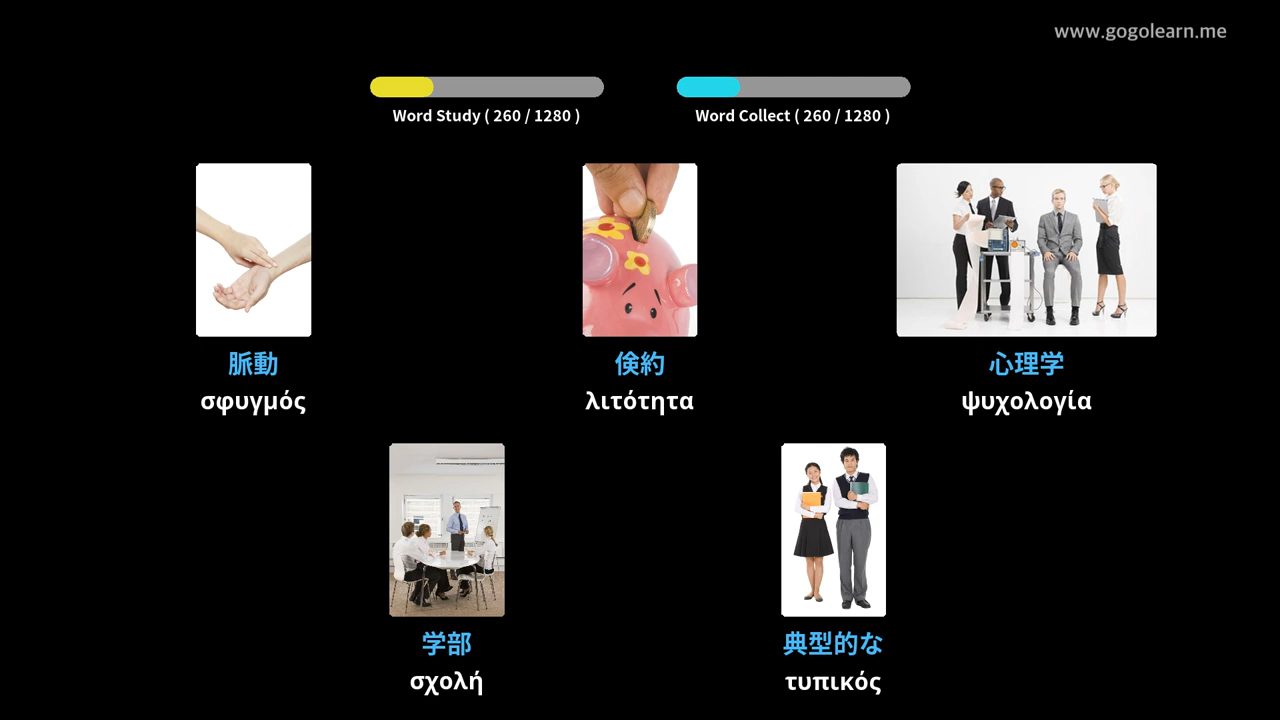 www.gogolearn.me
Word Study ( 260 / 1280 )
Word Collect ( 260 / 1280 )
脈動
σφυγμός
倹約
λιτότητα
心理学
ψυχολογία
学部
σχολή
典型的な
τυπικός